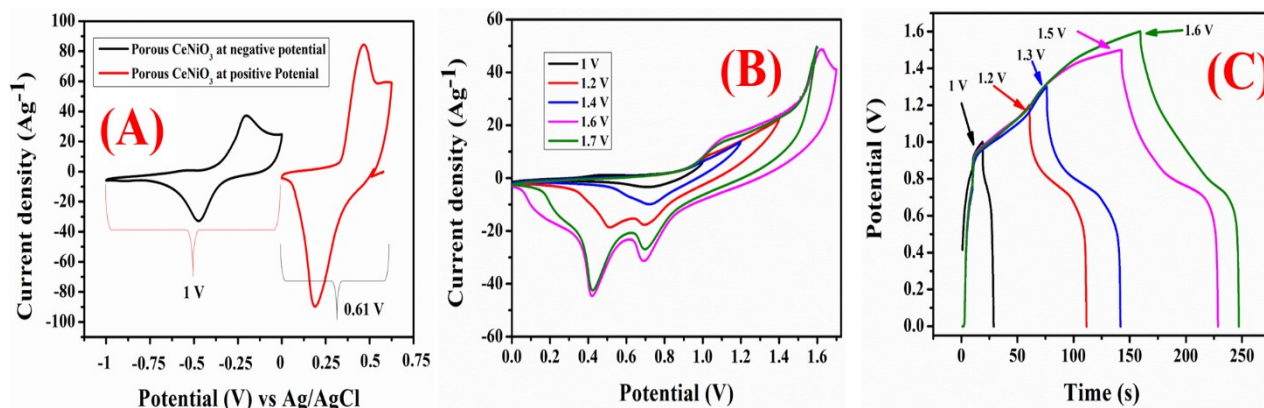 100
80
60
40
20
0
-20
-40
-60
-80
-100
Current density (Ag⁻¹)
Porous CeNiO₃ at negative potential
Porous CeNiO₃ at positive Potenial
(A)
1 V
0.61 V
-1
-0.75
-0.5
-0.25
0
0.25
0.5
0.75
Potential (V) vs Ag/AgCl
60
40
20
0
-20
-40
-60
Current density (Ag⁻¹)
1 V
1.2 V
1.4 V
1.6 V
1.7 V
(B)
0.0
0.2
0.4
0.6
0.8
1.0
1.2
1.4
1.6
Potential (V)
1.6
1.4
1.2
1.0
0.8
0.6
0.4
0.2
0.0
Potential (V)
1 V
1.2 V
1.3 V
1.5 V
1.6 V
(C)
0
50
100
150
200
250
Time (s)